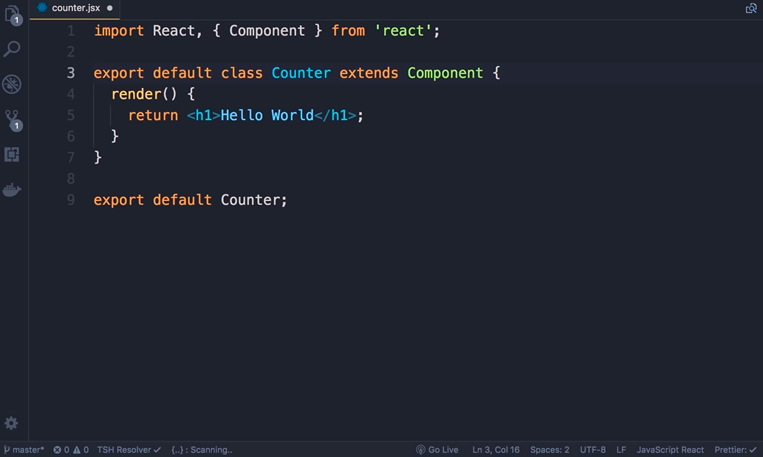 counter.jsx
1 import React, { Component } from 'react';
2
3 export default class Counter extends Component {
4 render() {
5 return <h1>Hello World</h1>;
6 }
7 }
8
9 export default Counter;
1
1
master* 0 0 TSH Resolver {..} : Scanning.. Go Live Ln 3, Col 16 Spaces: 2 UTF-8 LF JavaScript React Prettier: